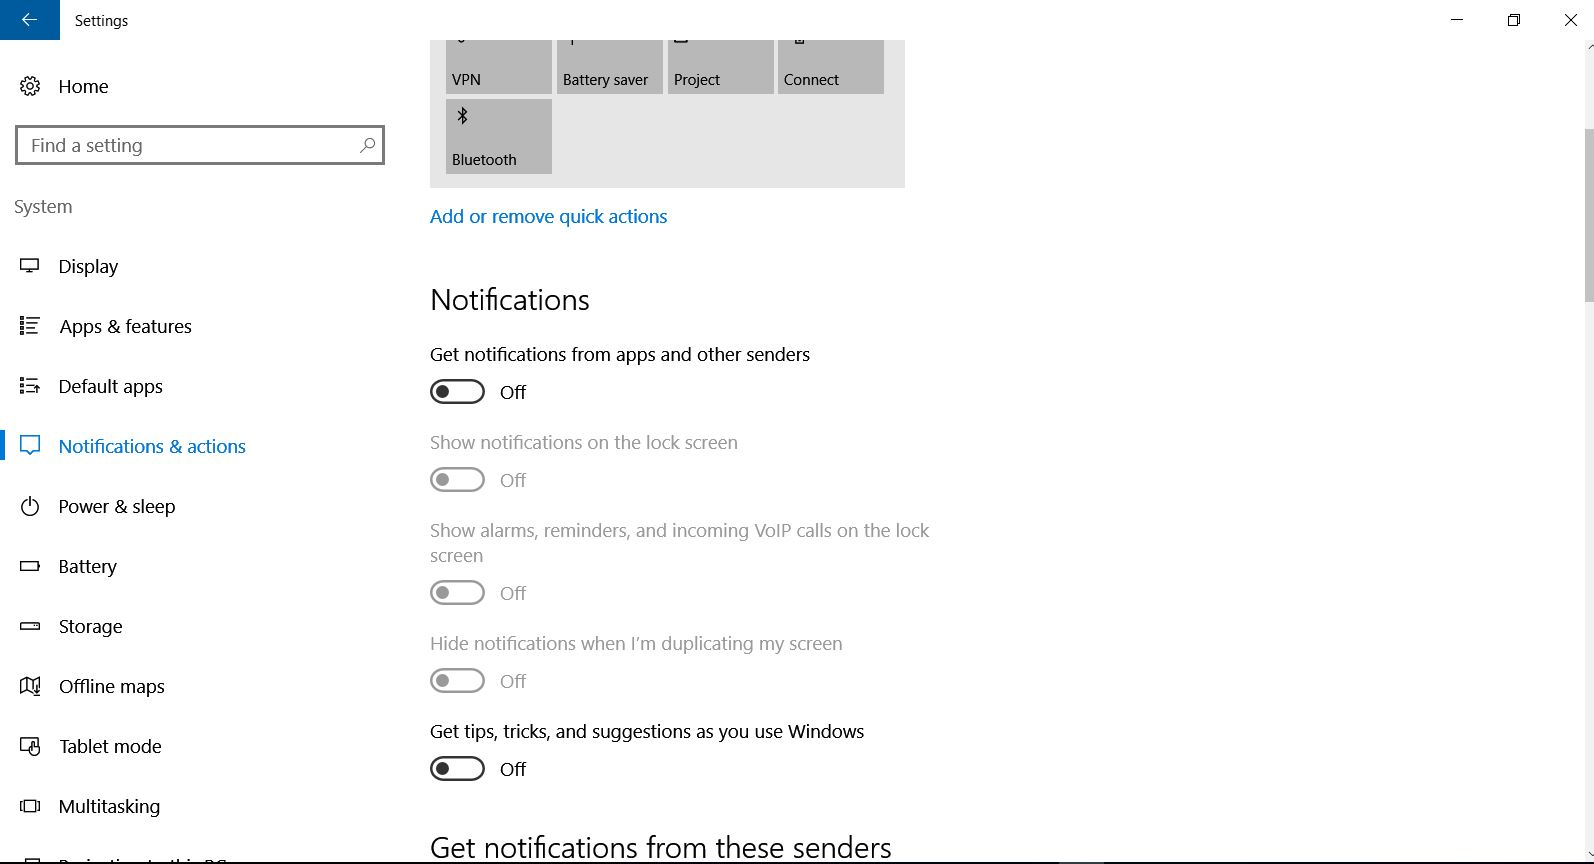 Settings
Home
Find a setting
System
Display
Apps & features
Default apps
Notifications & actions
Power & sleep
Battery
Storage
Offline maps
Tablet mode
Multitasking
VPN
Battery saver
Project
Connect
Bluetooth
Add or remove quick actions
Notifications
Get notifications from apps and other senders
Off
Show notifications on the lock screen
Off
Show alarms, reminders, and incoming VoIP calls on the lock
screen
Off
Hide notifications when I'm duplicating my screen
Off
Get tips, tricks, and suggestions as you use Windows
Off
Get notifications from these senders